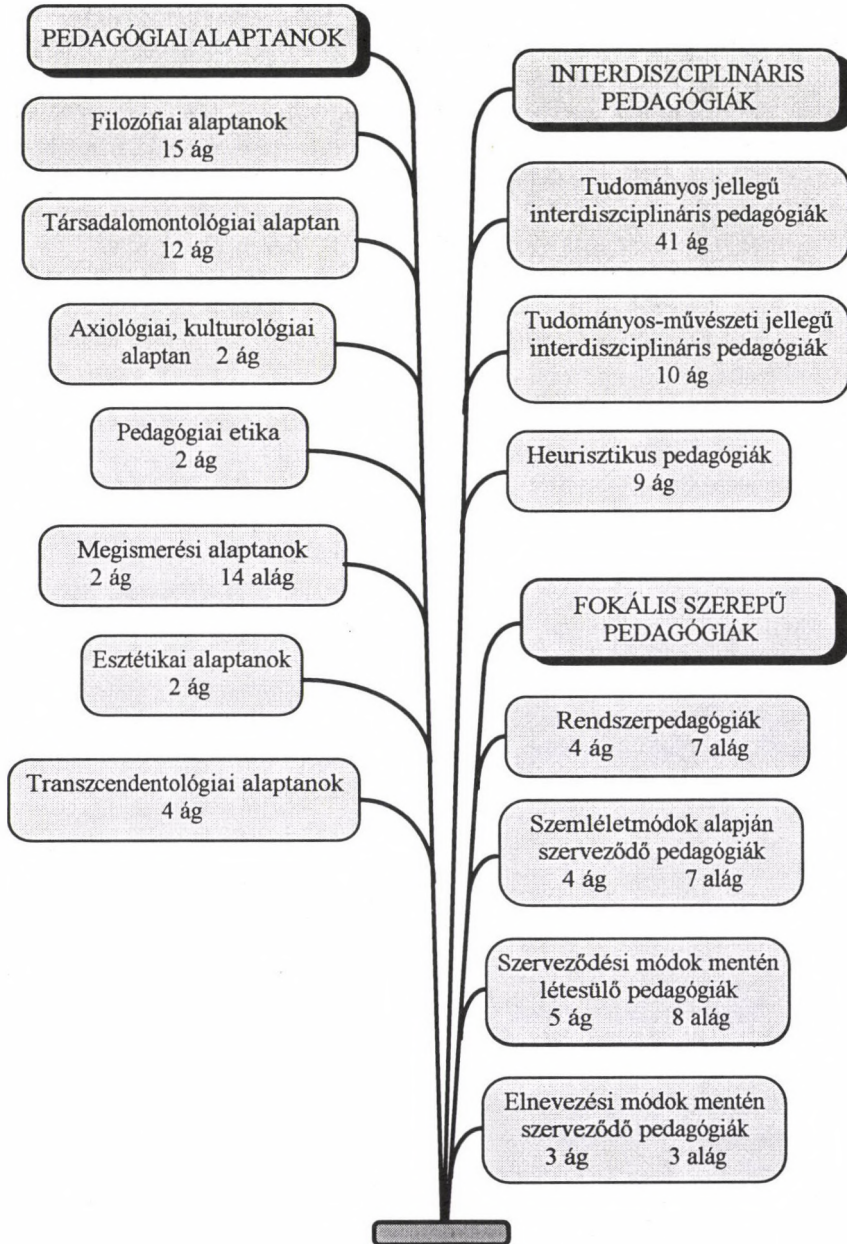 PEDAGÓGIAI ALAPTANOK
Filozófiai alaptanok
15 ág
Társadalomontológiai alaptan
12 ág
Axiológiai, kulturológiai
alaptan 2 ág
Pedagógiai etika
2 ág
Megismerési alaptanok
2 ág 14 alág
Esztétikai alaptanok
2 ág
Transzcendentológiai alaptanok
4 ág
INTERDISZCIPLINÁRIS
PEDAGÓGIÁK
Tudományos jellegű
interdiszciplináris pedagógiák
41 ág
Tudományos-művészeti jellegű
interdiszciplináris pedagógiák
10 ág
Heurisztikus pedagógiák
9 ág
FOKÁLIS SZEREPŰ
PEDAGÓGIÁK
Rendszerpedagógiák
4 ág 7 alág
Szemléletmódok alapján
szerveződő pedagógiák
4 ág 7 alág
Szerveződési módok mentén
létesülő pedagógiák
5 ág 8 alág
Elnevezési módok mentén
szerveződő pedagógiák
3 ág 3 alág